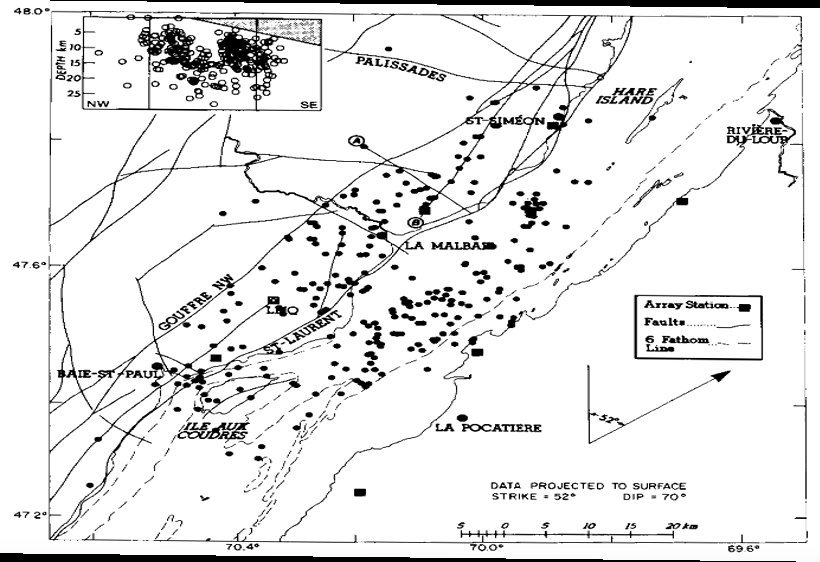 48.0°
5
10
15
20
25
DEPTH km
NW
SE
PALISSADES
HARE
ISLAND
ST-SIMÉON
RIVIÈRE-
DU-LOUP
A
B
LA MALBAIE
47.6°
GOUFFRE NW
LMQ
ST-LAURENT
Array Station
Faults
6 Fathom
Line
BAIE-ST-PAUL
52°
ILE AUX
COUDRES
LA POCATIERE
DATA PROJECTED TO SURFACE
STRIKE = 52° DIP = 70°
5 0 5 10 15 20 km
47.2°
70.4°
70.0°
69.6°